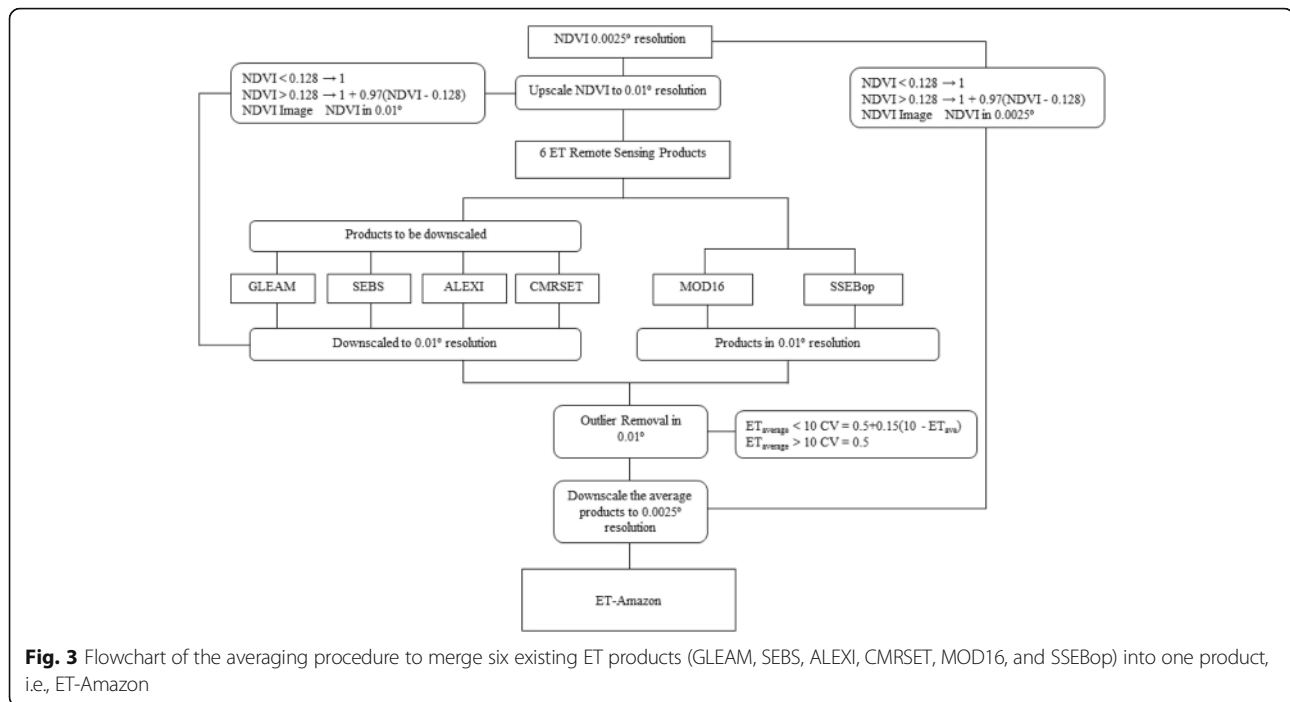 NDVI 0.0025° resolution
NDVI < 0.128 → 1
NDVI > 0.128 → 1 + 0.97(NDVI - 0.128)
NDVI Image NDVI in 0.01°
Upscale NDVI to 0.01° resolution
NDVI < 0.128 → 1
NDVI > 0.128 → 1 + 0.97(NDVI - 0.128)
NDVI Image NDVI in 0.0025°
6 ET Remote Sensing Products
Products to be downscaled
GLEAM
SEBS
ALEXI
CMRSET
MOD16
SSEBop
Downscaled to 0.01° resolution
Products in 0.01° resolution
Outlier Removal in
0.01°
ETaverage < 10 CV = 0.5+0.15(10 - ETava)
ETaverage > 10 CV = 0.5
Downscale the average
products to 0.0025°
resolution
ET-Amazon
Fig. 3 Flowchart of the averaging procedure to merge six existing ET products (GLEAM, SEBS, ALEXI, CMRSET, MOD16, and SSEBop) into one product,
i.e., ET-Amazon